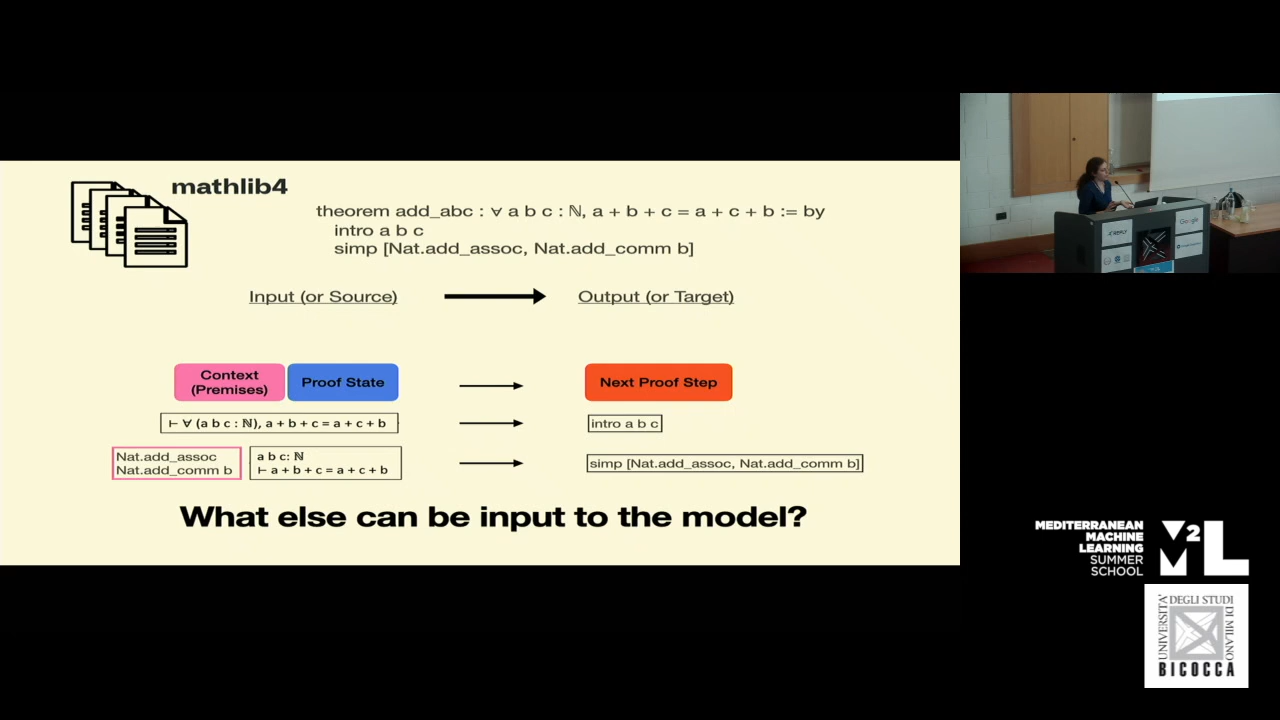 mathlib4
theorem add_abc : ∀ a b c : ℕ, a + b + c = a + c + b := by
intro a b c
simp [Nat.add_assoc, Nat.add_comm b]
Input (or Source)
Output (or Target)
Context
(Premises)
Proof State
Next Proof Step
⊢ ∀ (a b c : ℕ), a + b + c = a + c + b
intro a b c
Nat.add_assoc
Nat.add_comm b
a b c: ℕ
⊢ a + b + c = a + c + b
simp [Nat.add_assoc, Nat.add_comm b]
What else can be input to the model?
Google
MEDITERRANEAN
MACHINE
LEARNING
SUMMER
SCHOOL
M2L
UNIVERSITÀ
DEGLI STUDI
DI MILANO
BICOCCA